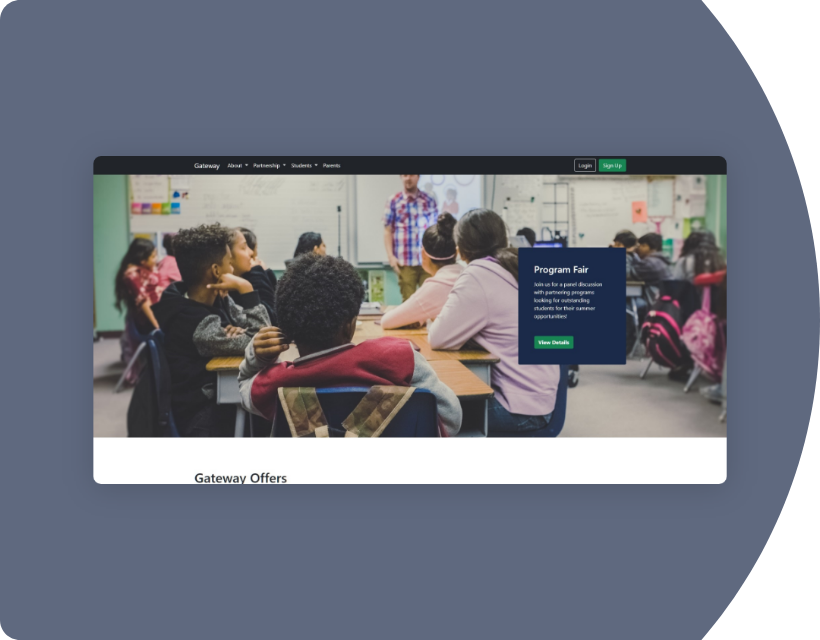 Gateway About Partnership Students Parents Login Sign Up
Program Fair
Join us for a panel discussion
with partnering programs
looking for outstanding
students for their summer
opportunities!
View Details
Gateway Offers